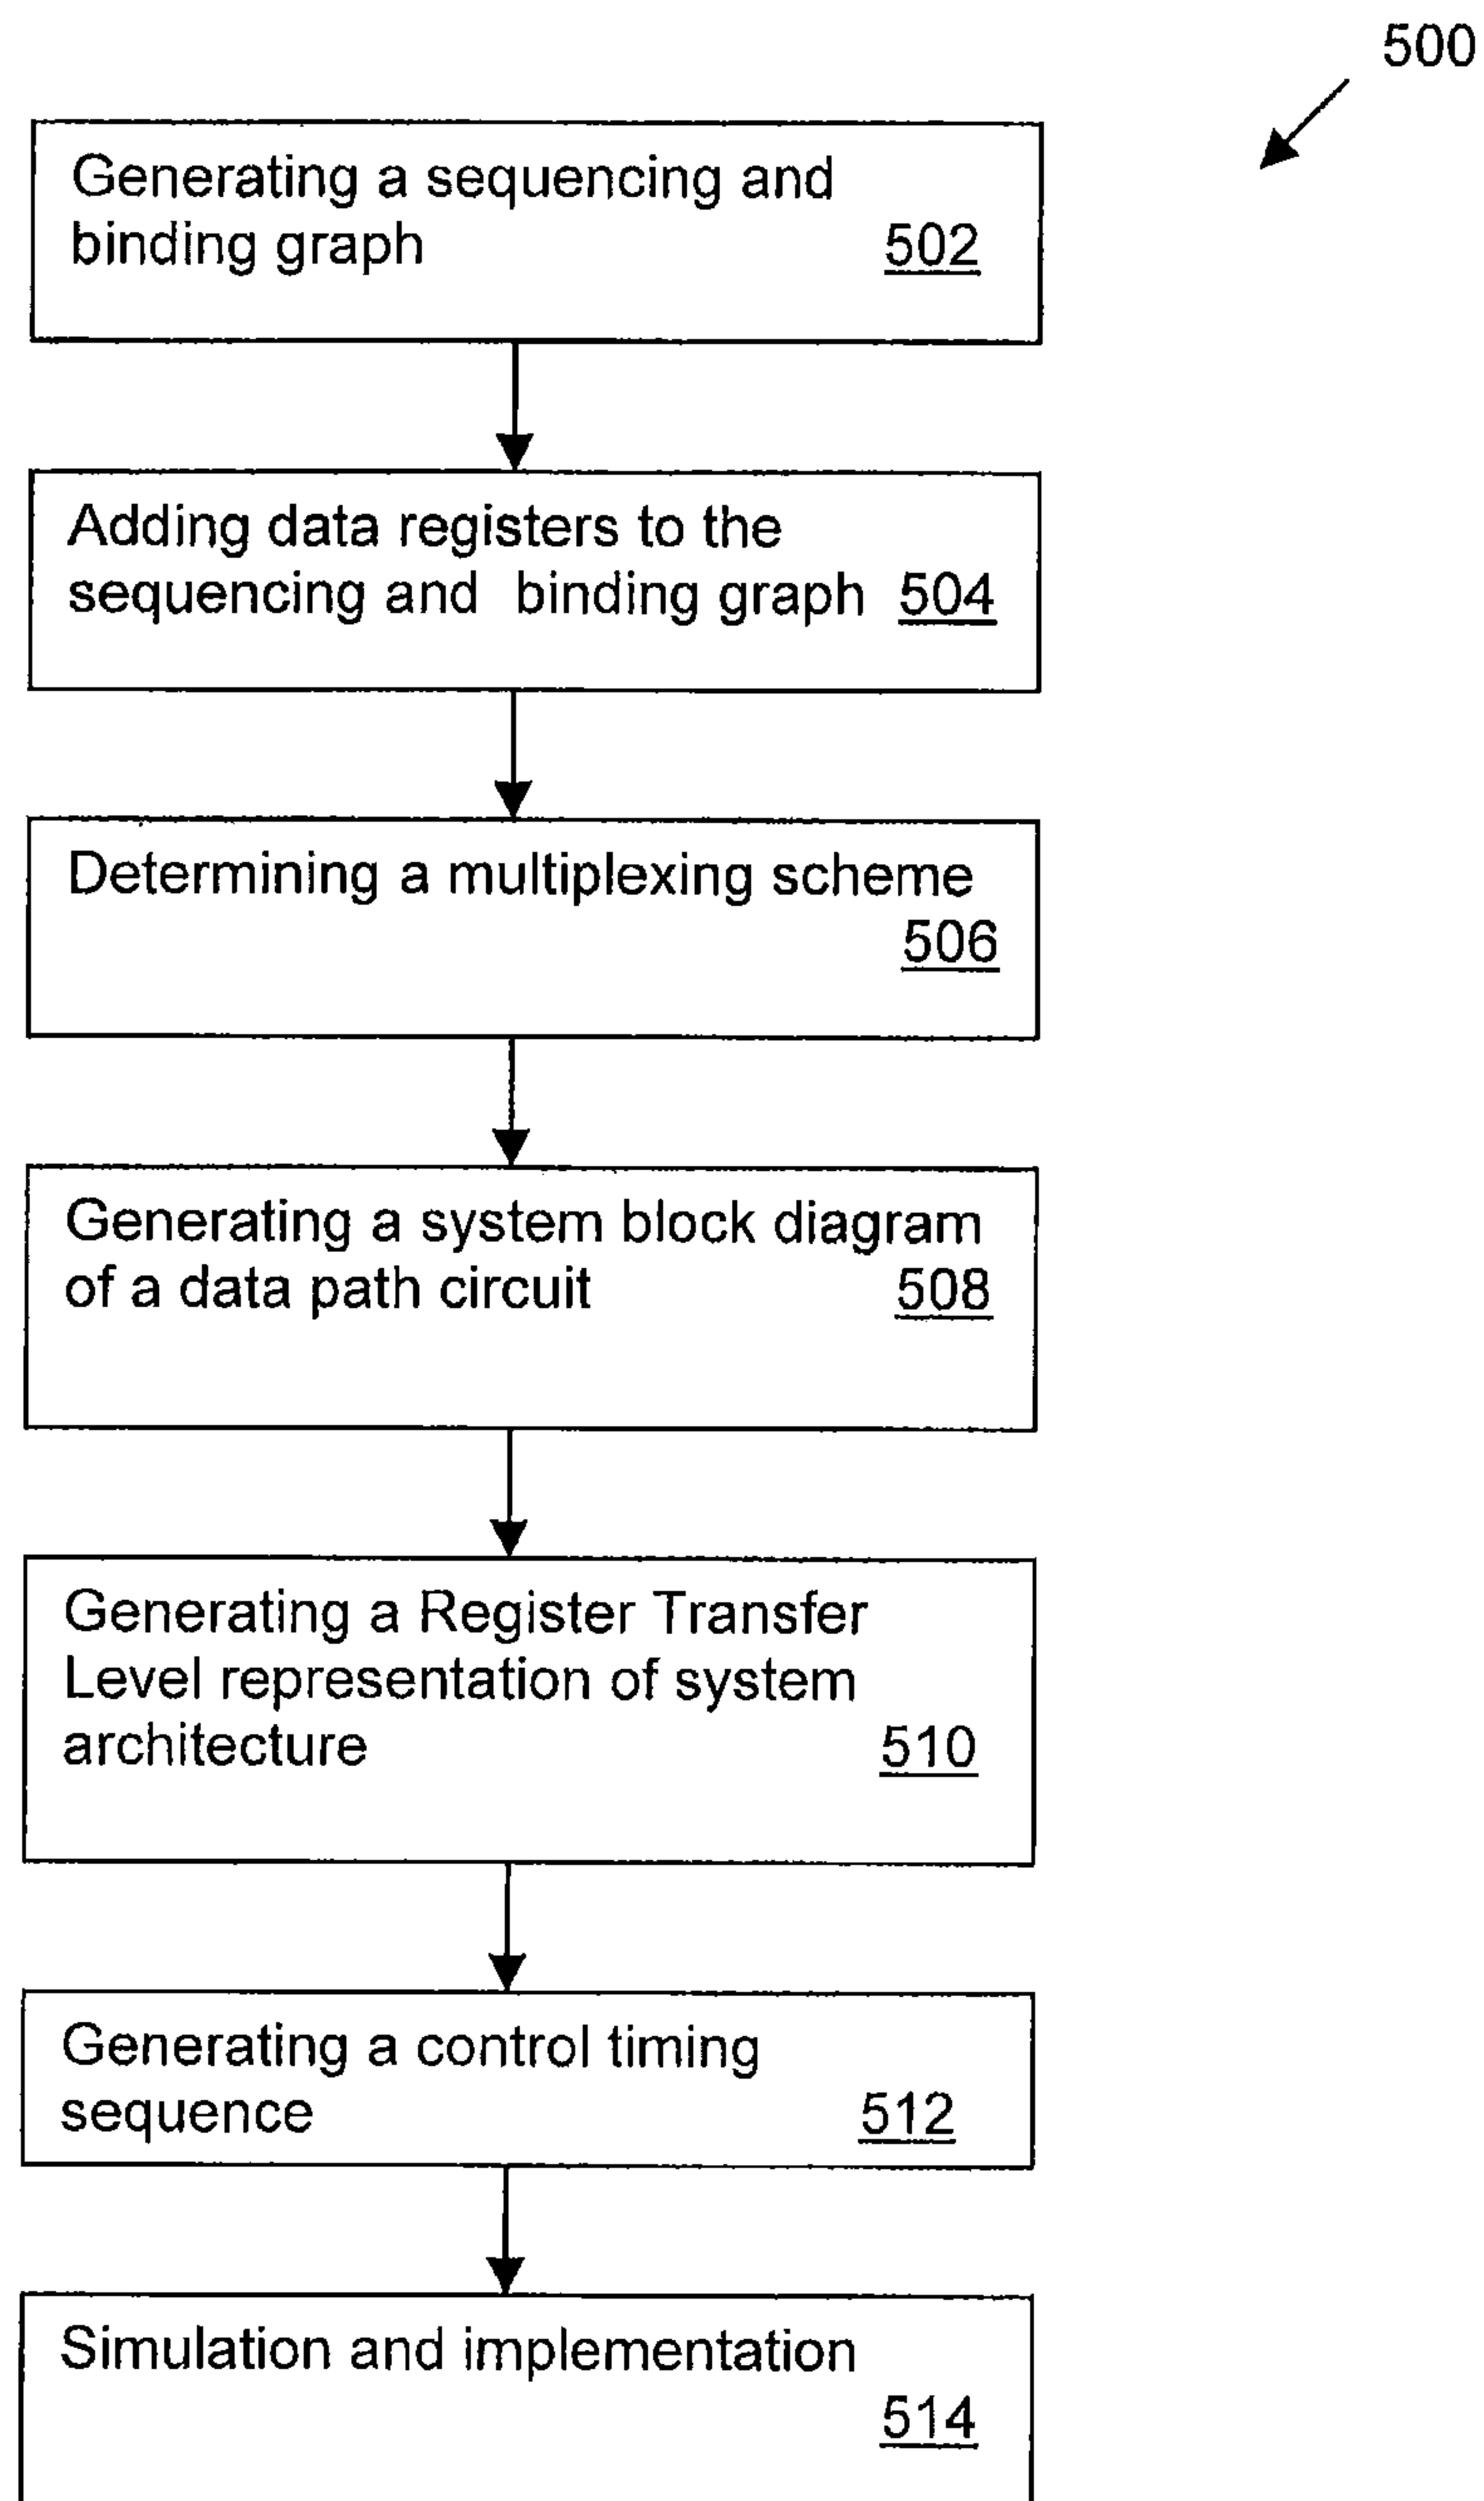 500
Generating a sequencing and
binding graph 502
Adding data registers to the
sequencing and binding graph 504
Determining a multiplexing scheme
506
Generating a system block diagram
of a data path circuit 508
Generating a Register Transfer
Level representation of system
architecture 510
Generating a control timing
sequence 512
Simulation and implementation
514